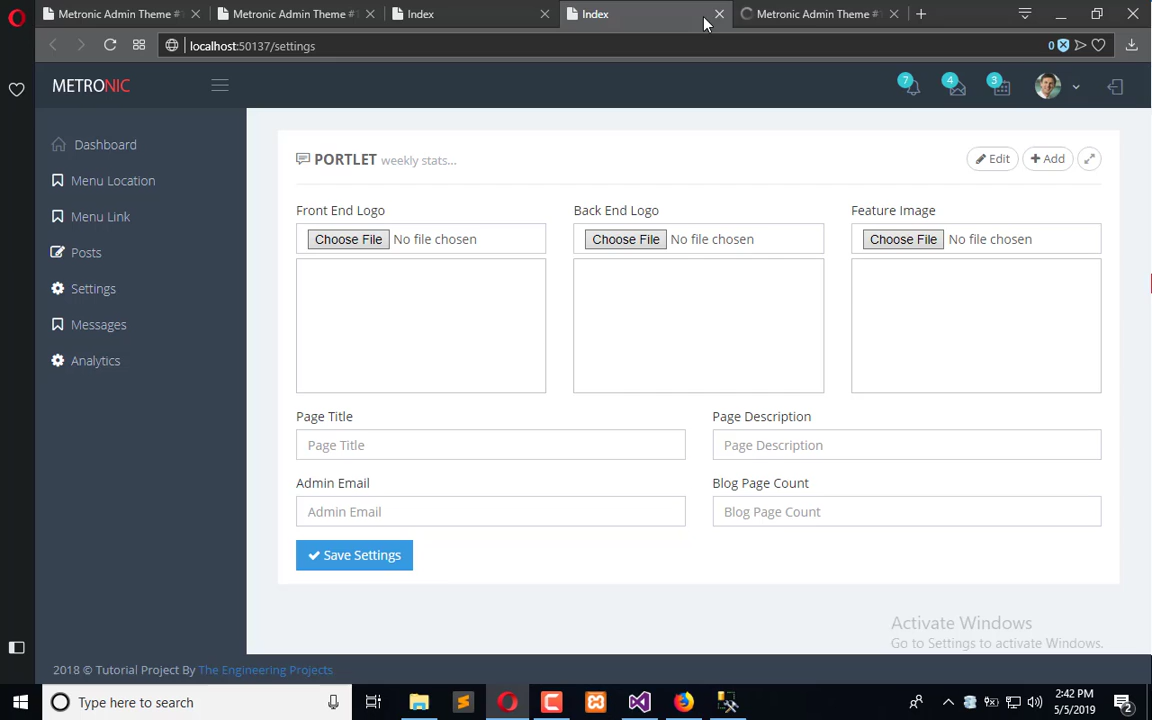 Metronic Admin Theme #1
Metronic Admin Theme #
Index
Index
Metronic Admin Theme #
localhost:50137/settings
0
METRONIC
7
4
3
Dashboard
Menu Location
Menu Link
Posts
Settings
Messages
Analytics
PORTLET weekly stats...
Edit
Add
Front End Logo
Back End Logo
Feature Image
Choose File No file chosen
Choose File No file chosen
Choose File No file chosen
Page Title
Page Description
Page Title
Page Description
Admin Email
Blog Page Count
Admin Email
Blog Page Count
Save Settings
Activate Windows
Go to Settings to activate Windows.
2018 © Tutorial Project By The Engineering Projects
Type here to search
2:42 PM
5/5/2019
2